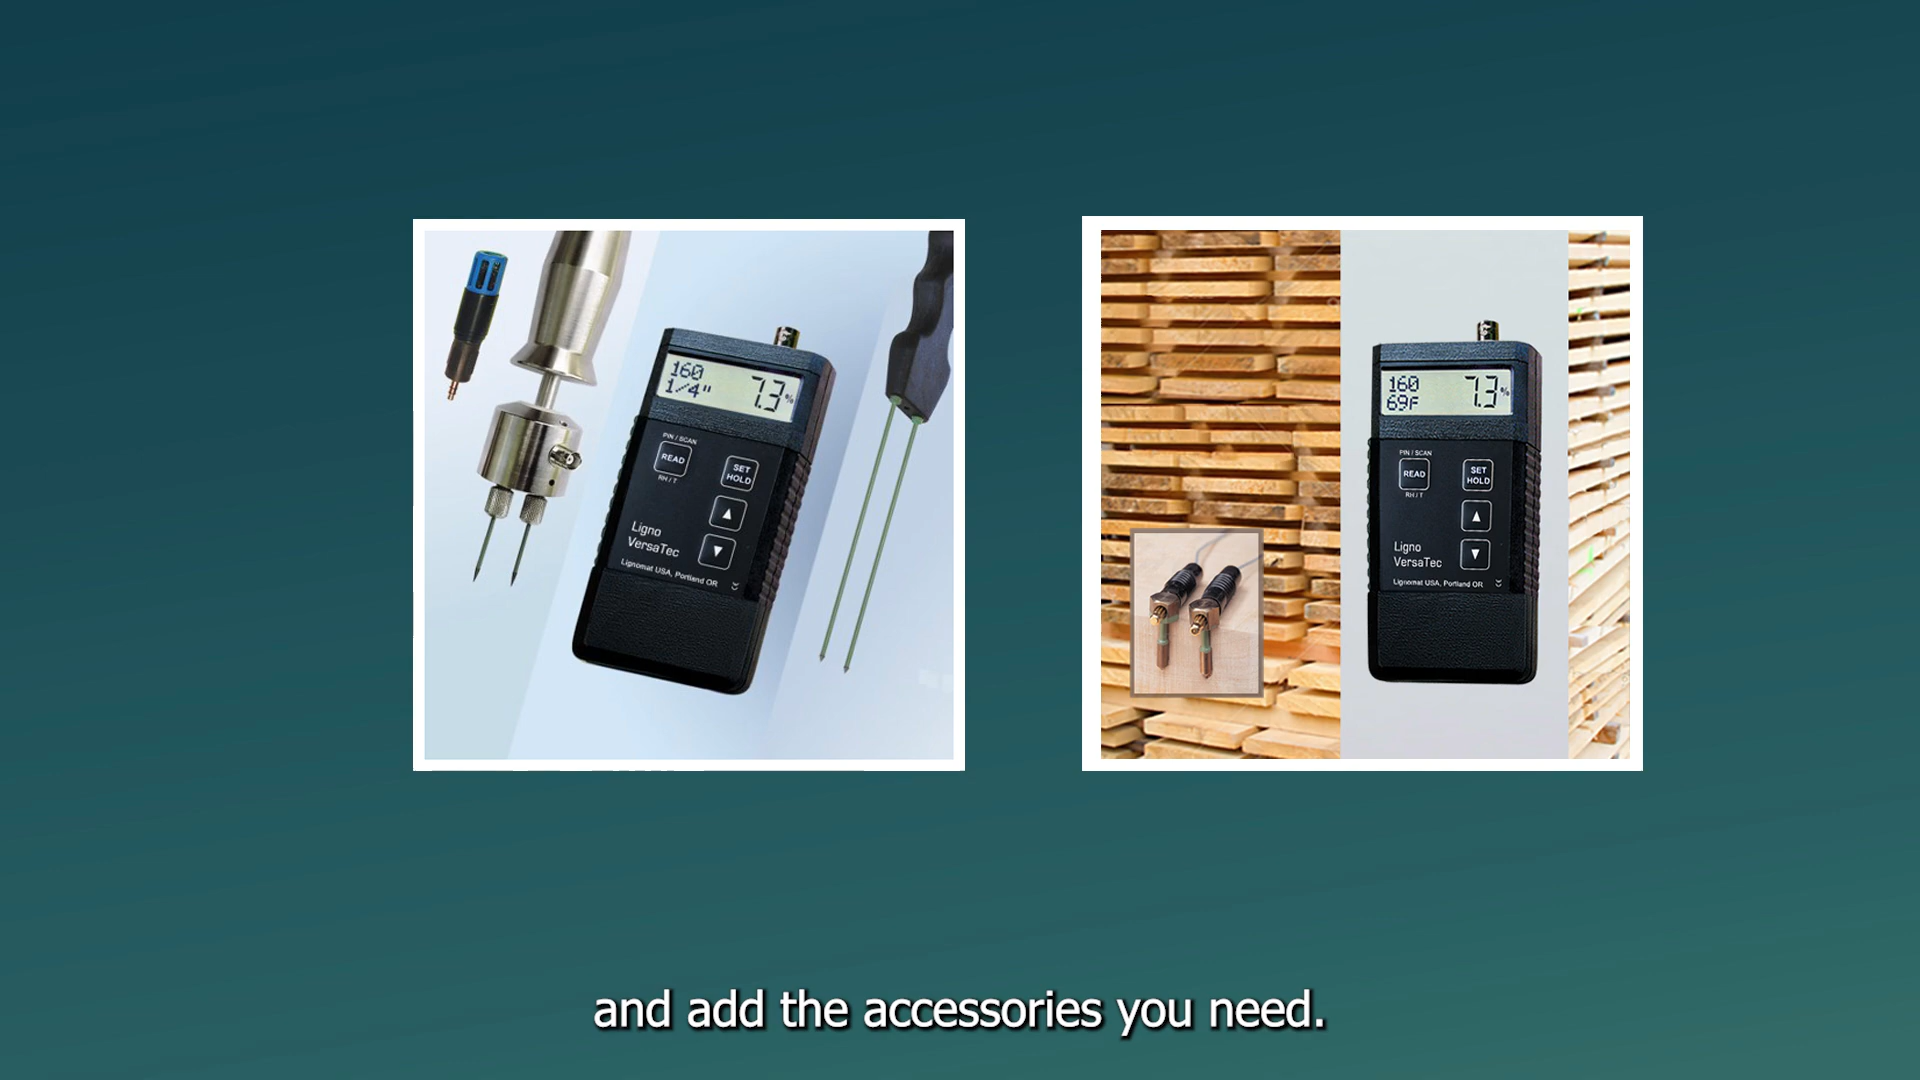 160
1/4"
7.3%
PIN / SCAN
READ
RH / T
SET
HOLD
Ligno
VersaTec
Lignomat USA, Portland OR
160
69F
7.3%
PIN / SCAN
READ
RH / T
SET
HOLD
Ligno
VersaTec
Lignomat USA, Portland OR
and add the accessories you need.